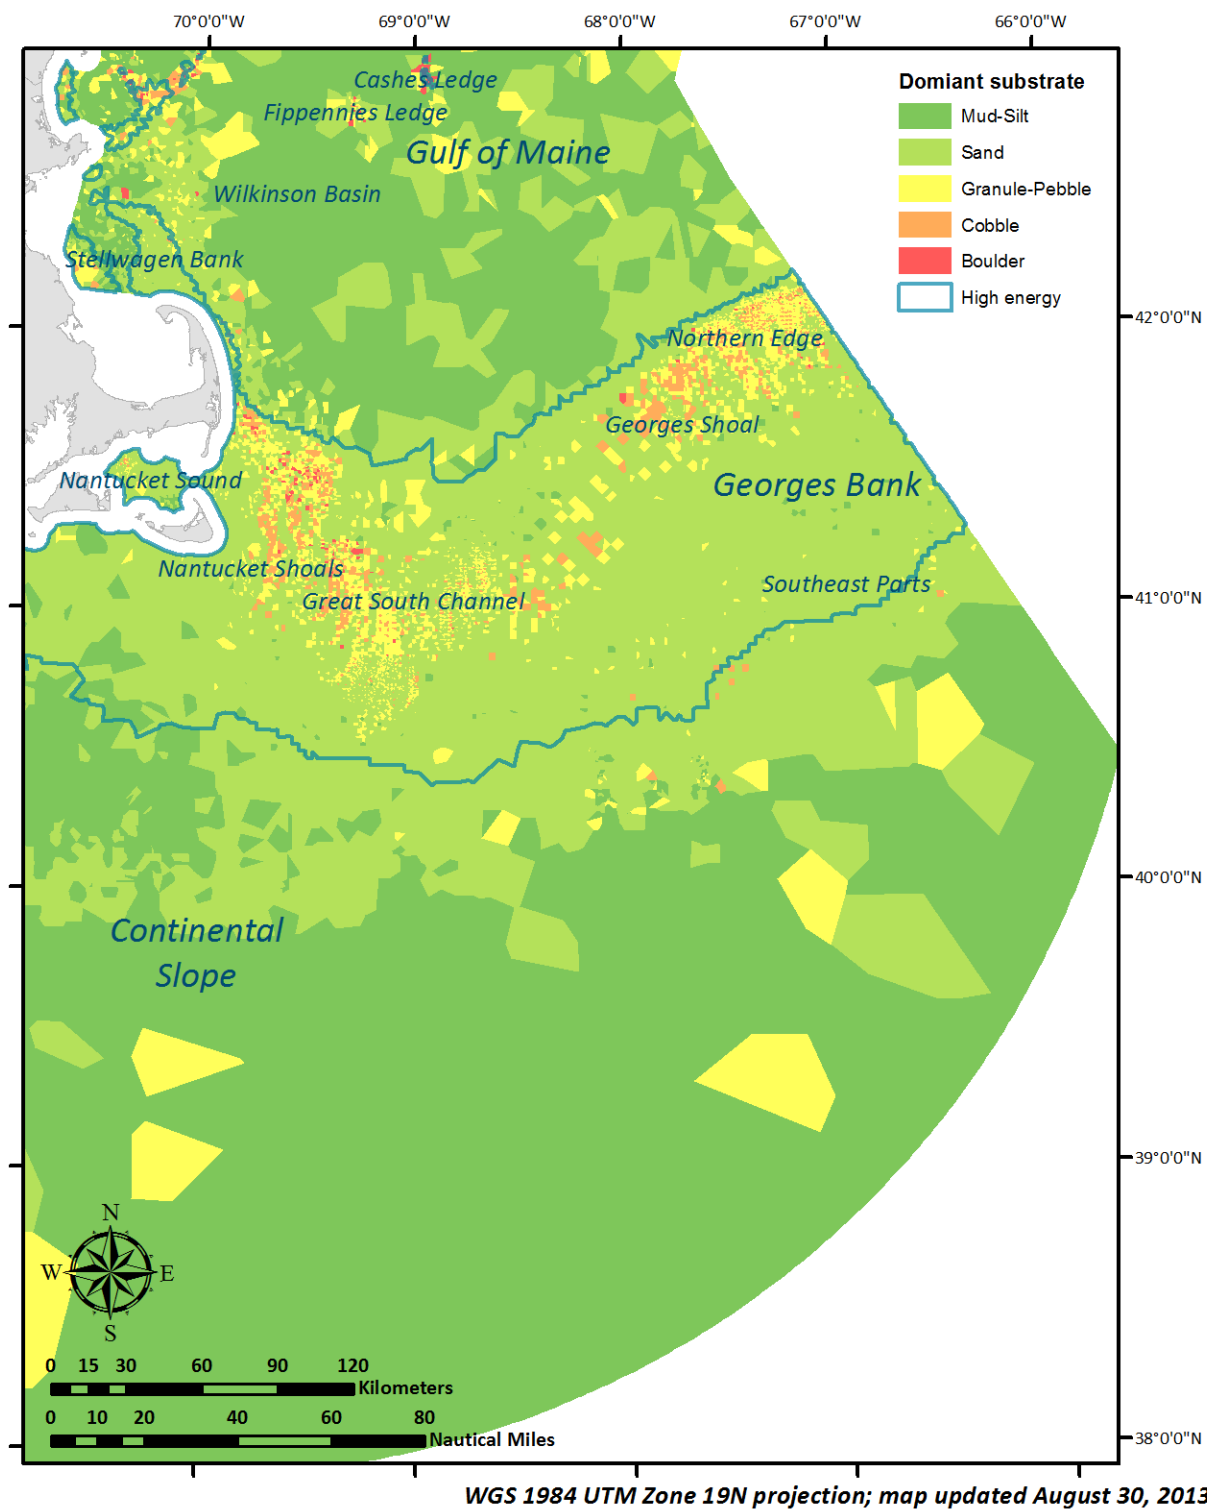 70°0'0"W
69°0'0"W
68°0'0"W
67°0'0"W
66°0'0"W
Domiant substrate
Mud-Silt
Sand
Granule-Pebble
Cobble
Boulder
High energy
Cashes Ledge
Fippennies Ledge
Gulf of Maine
Wilkinson Basin
Stellwagen Bank
42°0'0"N
Northern Edge
Georges Shoal
Nantucket Sound
Georges Bank
Nantucket Shoals
Southeast Parts
Great South Channel
41°0'0"N
40°0'0"N
Continental
Slope
39°0'0"N
N
W E
S
0 15 30 60 90 120
Kilometers
0 10 20 40 60 80
Nautical Miles
38°0'0"N
WGS 1984 UTM Zone 19N projection; map updated August 30, 2013